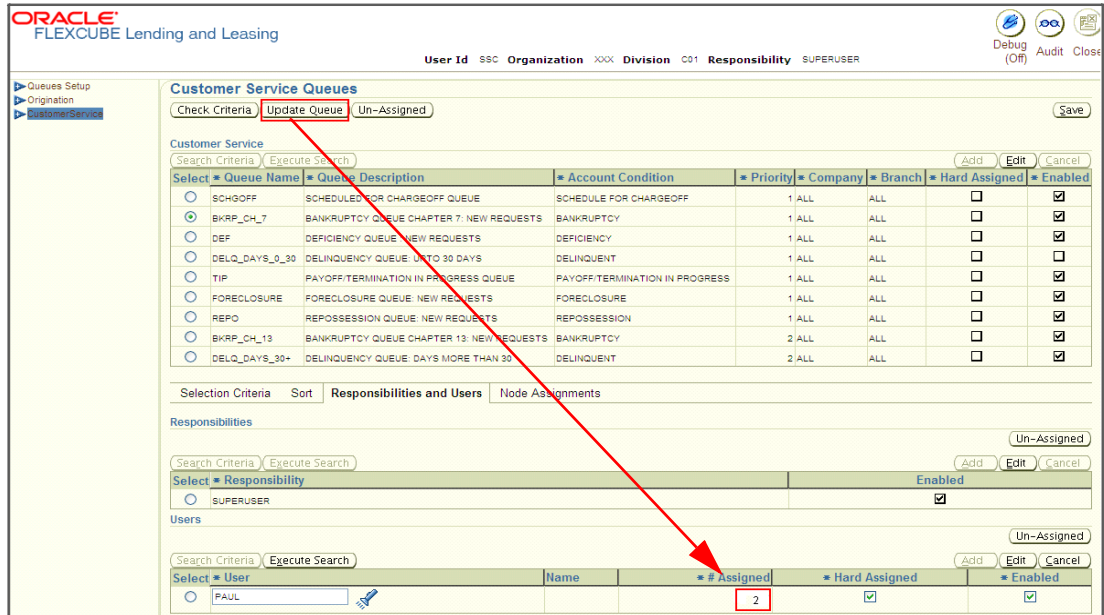 ORACLE'
FLEXCUBE Lending and Leasing
Debug (Off) Audit Close
User Id SSC Organization XXX Division C01 Responsibility SUPERUSER
Queues Setup
Origination
CustomerService
Customer Service Queues
Check Criteria Update Queue Un-Assigned Save
Customer Service
Search Criteria Execute Search Add Edit Cancel
Select * Queue Name * Queue Description * Account Condition * Priority * Company * Branch * Hard Assigned * Enabled
SCHGOFF SCHEDULED FOR CHARGEOFF QUEUE SCHEDULE FOR CHARGEOFF 1 ALL ALL
BKRP_CH_7 BANKRUPTCY QUEUE CHAPTER 7: NEW REQUESTS BANKRUPTCY 1 ALL ALL
DEF DEFICIENCY QUEUE : NEW REQUESTS DEFICIENCY 1 ALL ALL
DELQ_DAYS_0_30 DELINQUENCY QUEUE: UPTO 30 DAYS DELINQUENCY 1 ALL ALL
TIP PAYOFF/TERMINATION IN PROGRESS QUEUE PAYOFF/TERMINATION IN PROGRESS 1 ALL ALL
FORECLOSURE FORECLOSURE QUEUE: NEW REQUESTS FORECLOSURE 1 ALL ALL
REPO REPOSSESSION QUEUE: NEW REQUESTS REPOSSESSION 1 ALL ALL
BKRP_CH_13 BANKRUPTCY QUEUE CHAPTER 13: NEW REQUESTS BANKRUPTCY 2 ALL ALL
DELQ_DAYS_30+ DELINQUENCY QUEUE: DAYS MORE THAN 30 DELINQUENT 2 ALL ALL
Selection Criteria Sort Responsibilities and Users Node Assignments
Responsibilities
Un-Assigned
Search Criteria Execute Search Add Edit Cancel
Select * Responsibility Enabled
SUPERUSER
Users
Un-Assigned
Search Criteria Execute Search Add Edit Cancel
Select * User Name * # Assigned * Hard Assigned * Enabled
PAUL 2